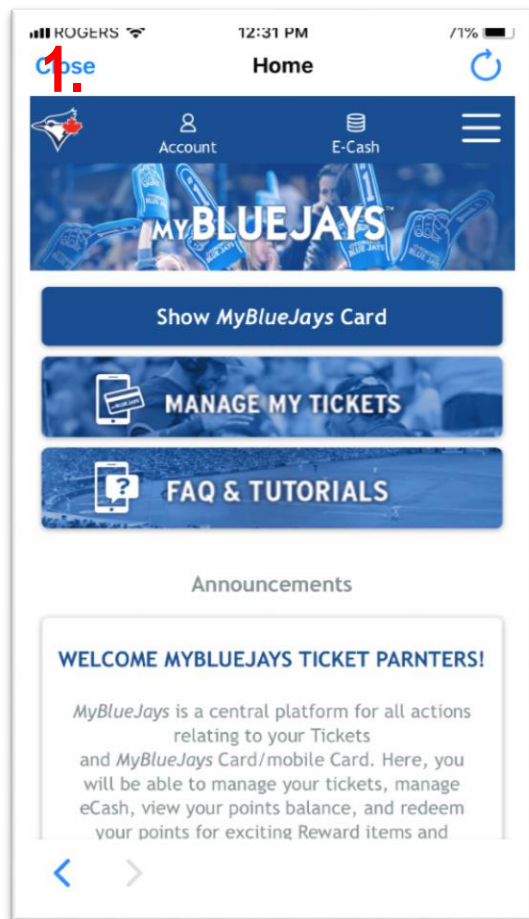 ROGERS 12:31 PM 71%
1.
Close Home
Account E-Cash
MYBLUEJAYS™
Show MyBlueJays Card
MANAGE MY TICKETS
FAQ & TUTORIALS
Announcements
WELCOME MYBLUEJAYS TICKET PARNTERS!
MyBlueJays is a central platform for all actions
relating to your Tickets
and MyBlueJays Card/mobile Card. Here, you
will be able to manage your tickets, manage
eCash, view your points balance, and redeem
your points for exciting Reward items and